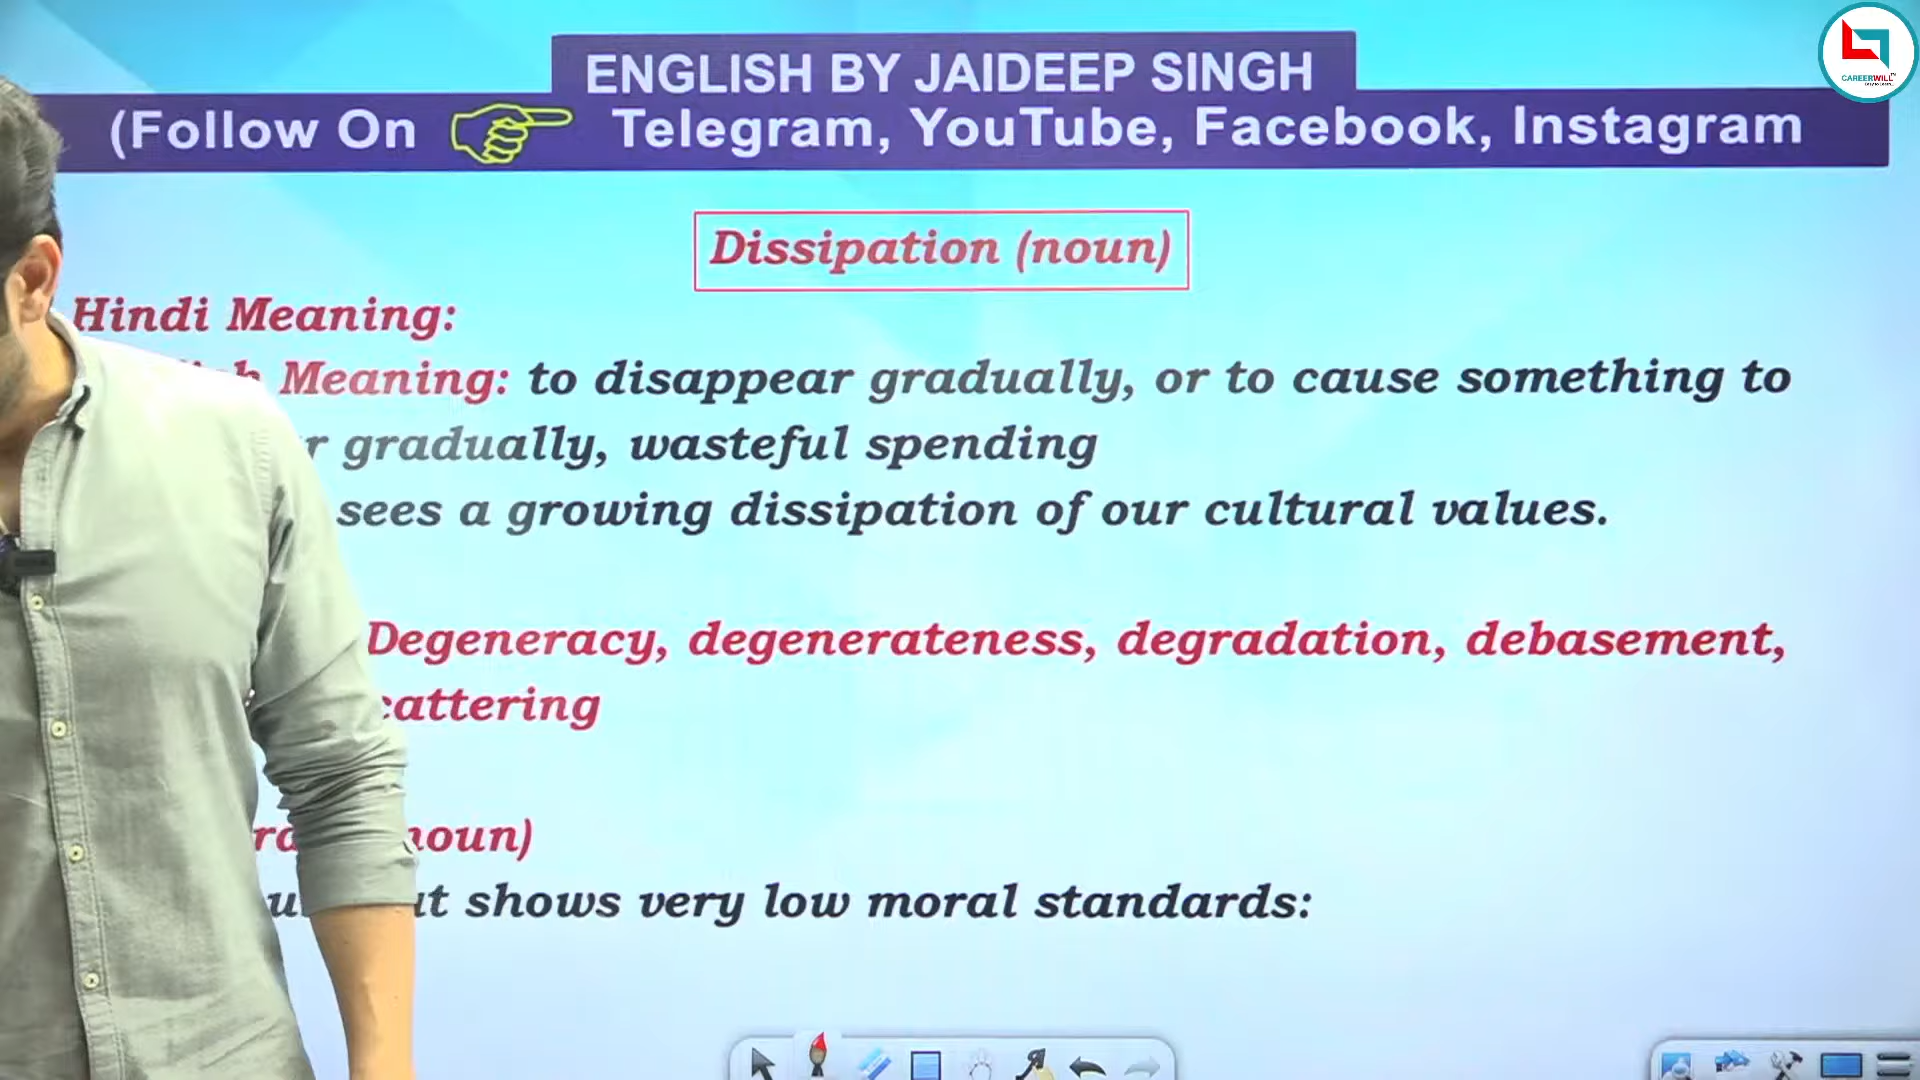 ENGLISH BY JAIDEEP SINGH
CAREERWILL
(Follow On Telegram, YouTube, Facebook, Instagram
Dissipation (noun)
Hindi Meaning:
Meaning: to disappear gradually, or to cause something to
gradually, wasteful spending
sees a growing dissipation of our cultural values.
Degeneracy, degenerateness, degradation, debasement,
shows very low moral standards: